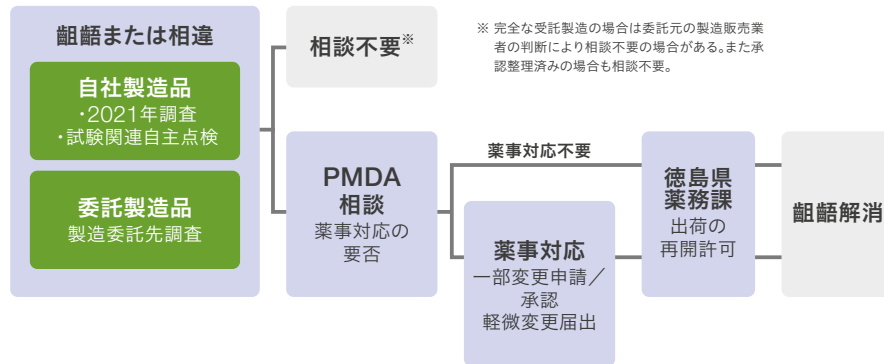 齟齬または相違
自社製造品
・2021年調査
・試験関連自主点検
委託製造品
製造委託先調査
相談不要※
※ 完全な受託製造の場合は委託元の製造販売業
者の判断により相談不要の場合がある。また承
認整理済みの場合も相談不要。
PMDA
相談
薬事対応の
要否
薬事対応不要
薬事対応
一部変更申請／
承認
軽微変更届出
徳島県
薬務課
出荷の
再開許可
齟齬解消